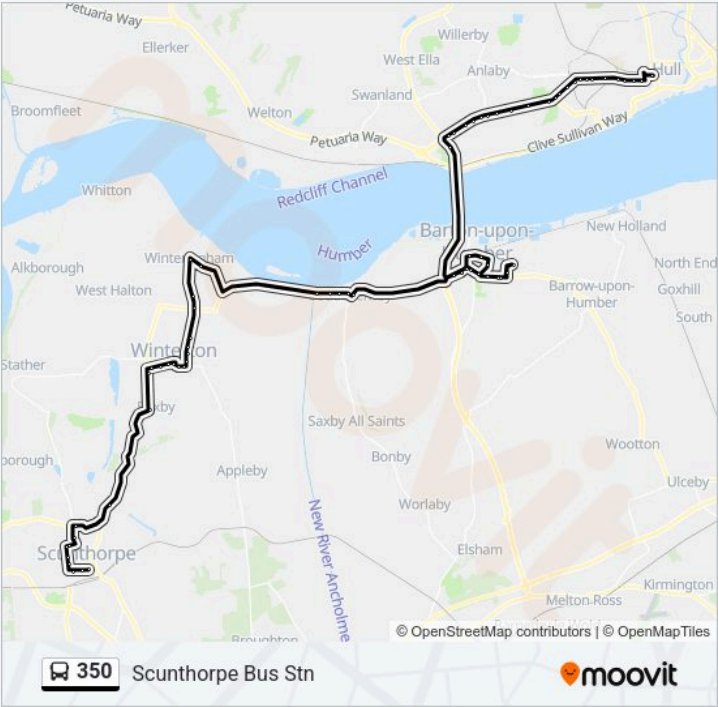 Petuaria Way
Ellerker
Willerby
West Ella
Anlaby
Hull
Swanland
Broomfleet
Welton
Petuaria Way
Clive Sullivan Way
Redcliff Channel
Whitton
Humber
New Holland
Alkborough
West Halton
North End
Barrow-upon-
Humber
Goxhill
South
Stather
Saxby All Saints
Bonby
Wootton
Appleby
Ulceby
Worlaby
New River Ancholme
Elsham
Kirmington
Melton Ross
Broughton
© OpenStreetMap contributors | © OpenMapTiles
350 Scunthorpe Bus Stn
moovit